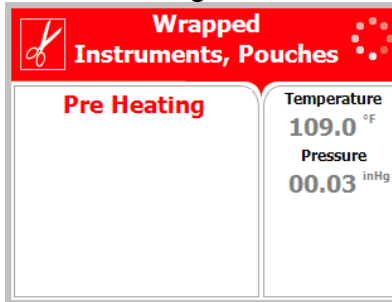 Wrapped
Instruments, Pouches
Pre Heating
Temperature
109.0 °F
Pressure
00.03 inHg